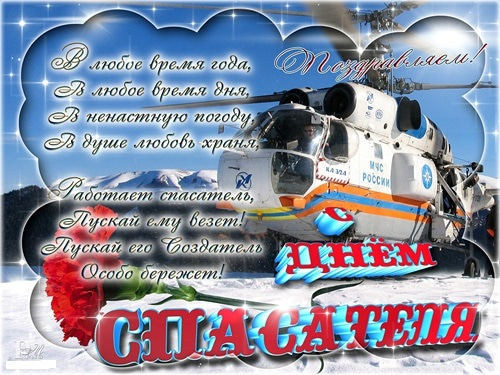 В любое время года,
В любое время дня,
В ненастную погоду,
В душе любовь храня,
Работает спасатель,
Пускай ему везет!
Пускай его Создатель
Особо бережет!
Поздравляем!
МЧС
РОССИИ
С
ДНЁМ
СПАСАТЕЛЯ